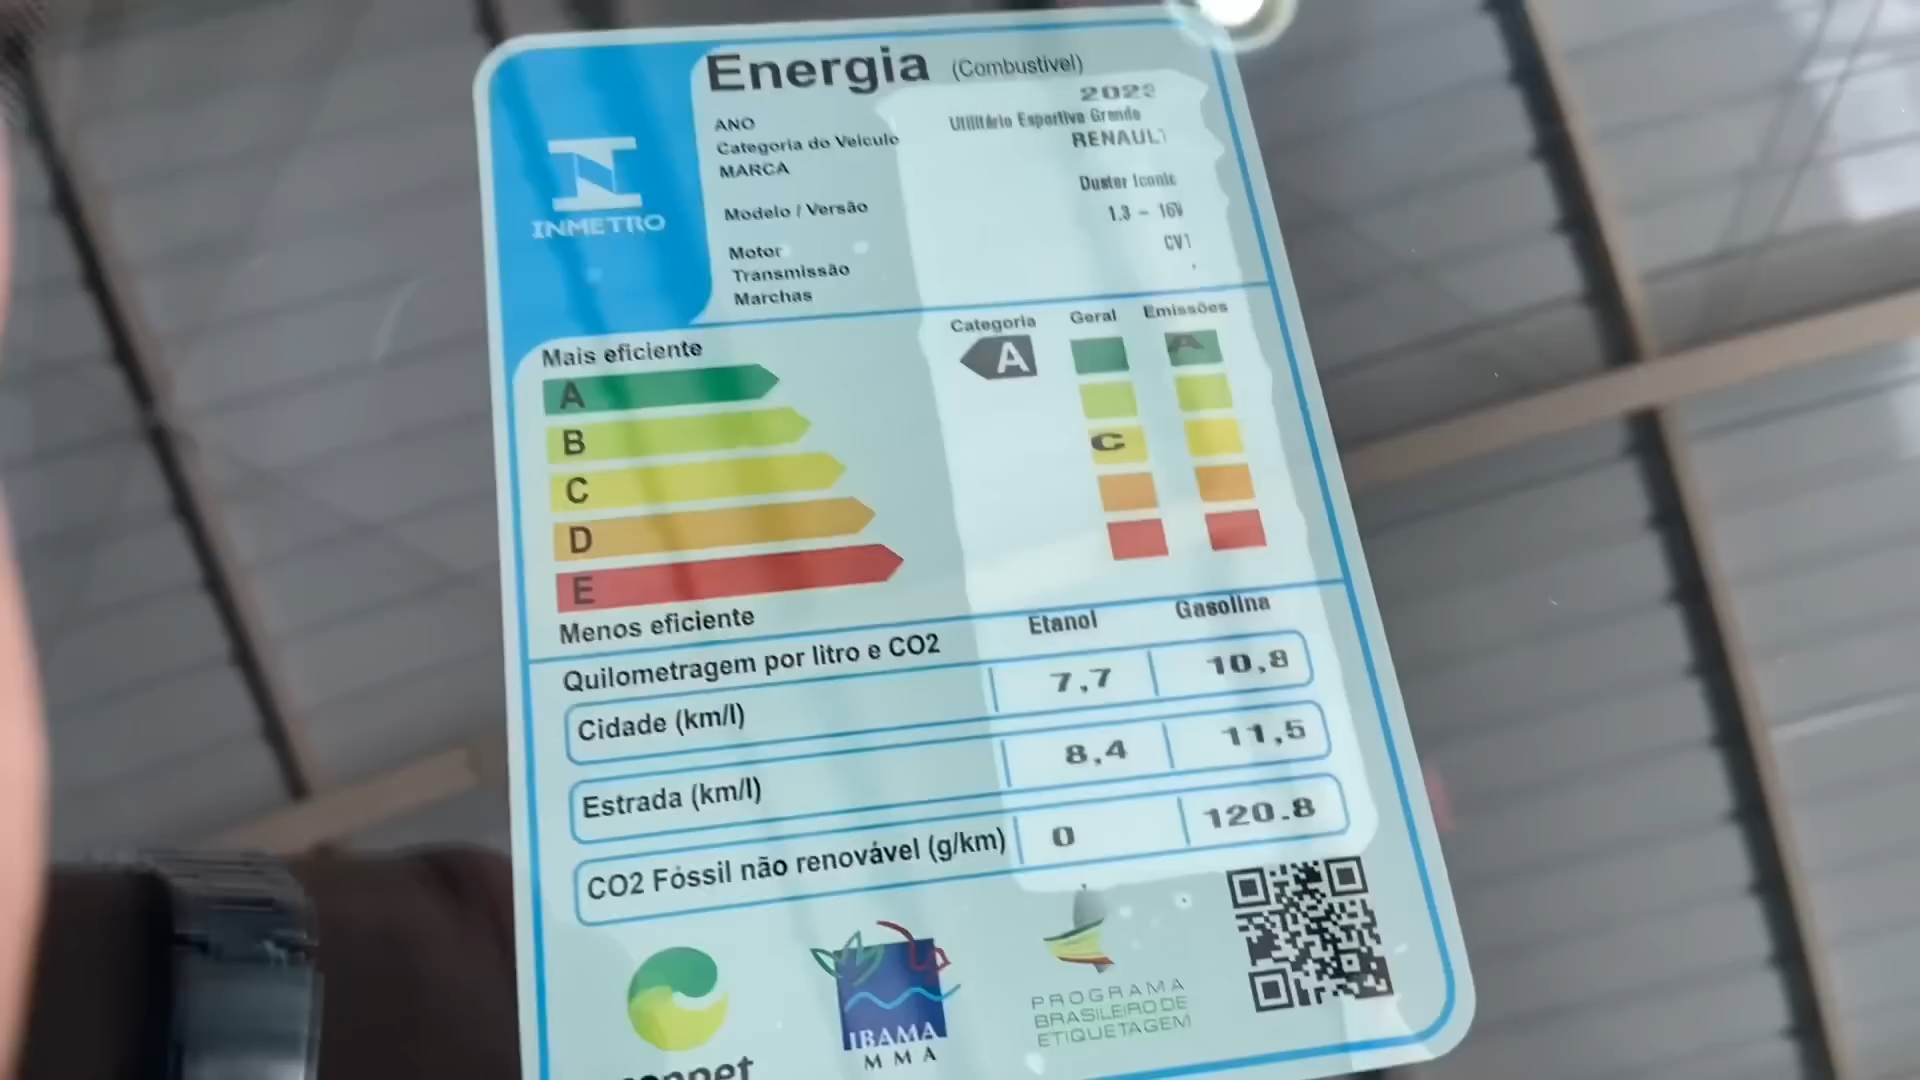 Energia (Combustível)
ANO
Categoria do Veículo Utilitário Esportivo Grande
MARCA RENAULT
Modelo / Versão Duster Iconic
1.3 - 16V
Motor
Transmissão
Marchas
INMETRO
Mais eficiente
Categoria Geral Emissões
A A A
B
C C
D
E
Menos eficiente
Quilometragem por litro e CO2 Etanol Gasolina
Cidade (km/l) 7,7 10,8
Estrada (km/l) 8,4 11,5
CO2 Fóssil não renovável (g/km) 0 120.8
IBAMA
MMA
PROGRAMA
BRASILEIRO DE
ETIQUETAGEM